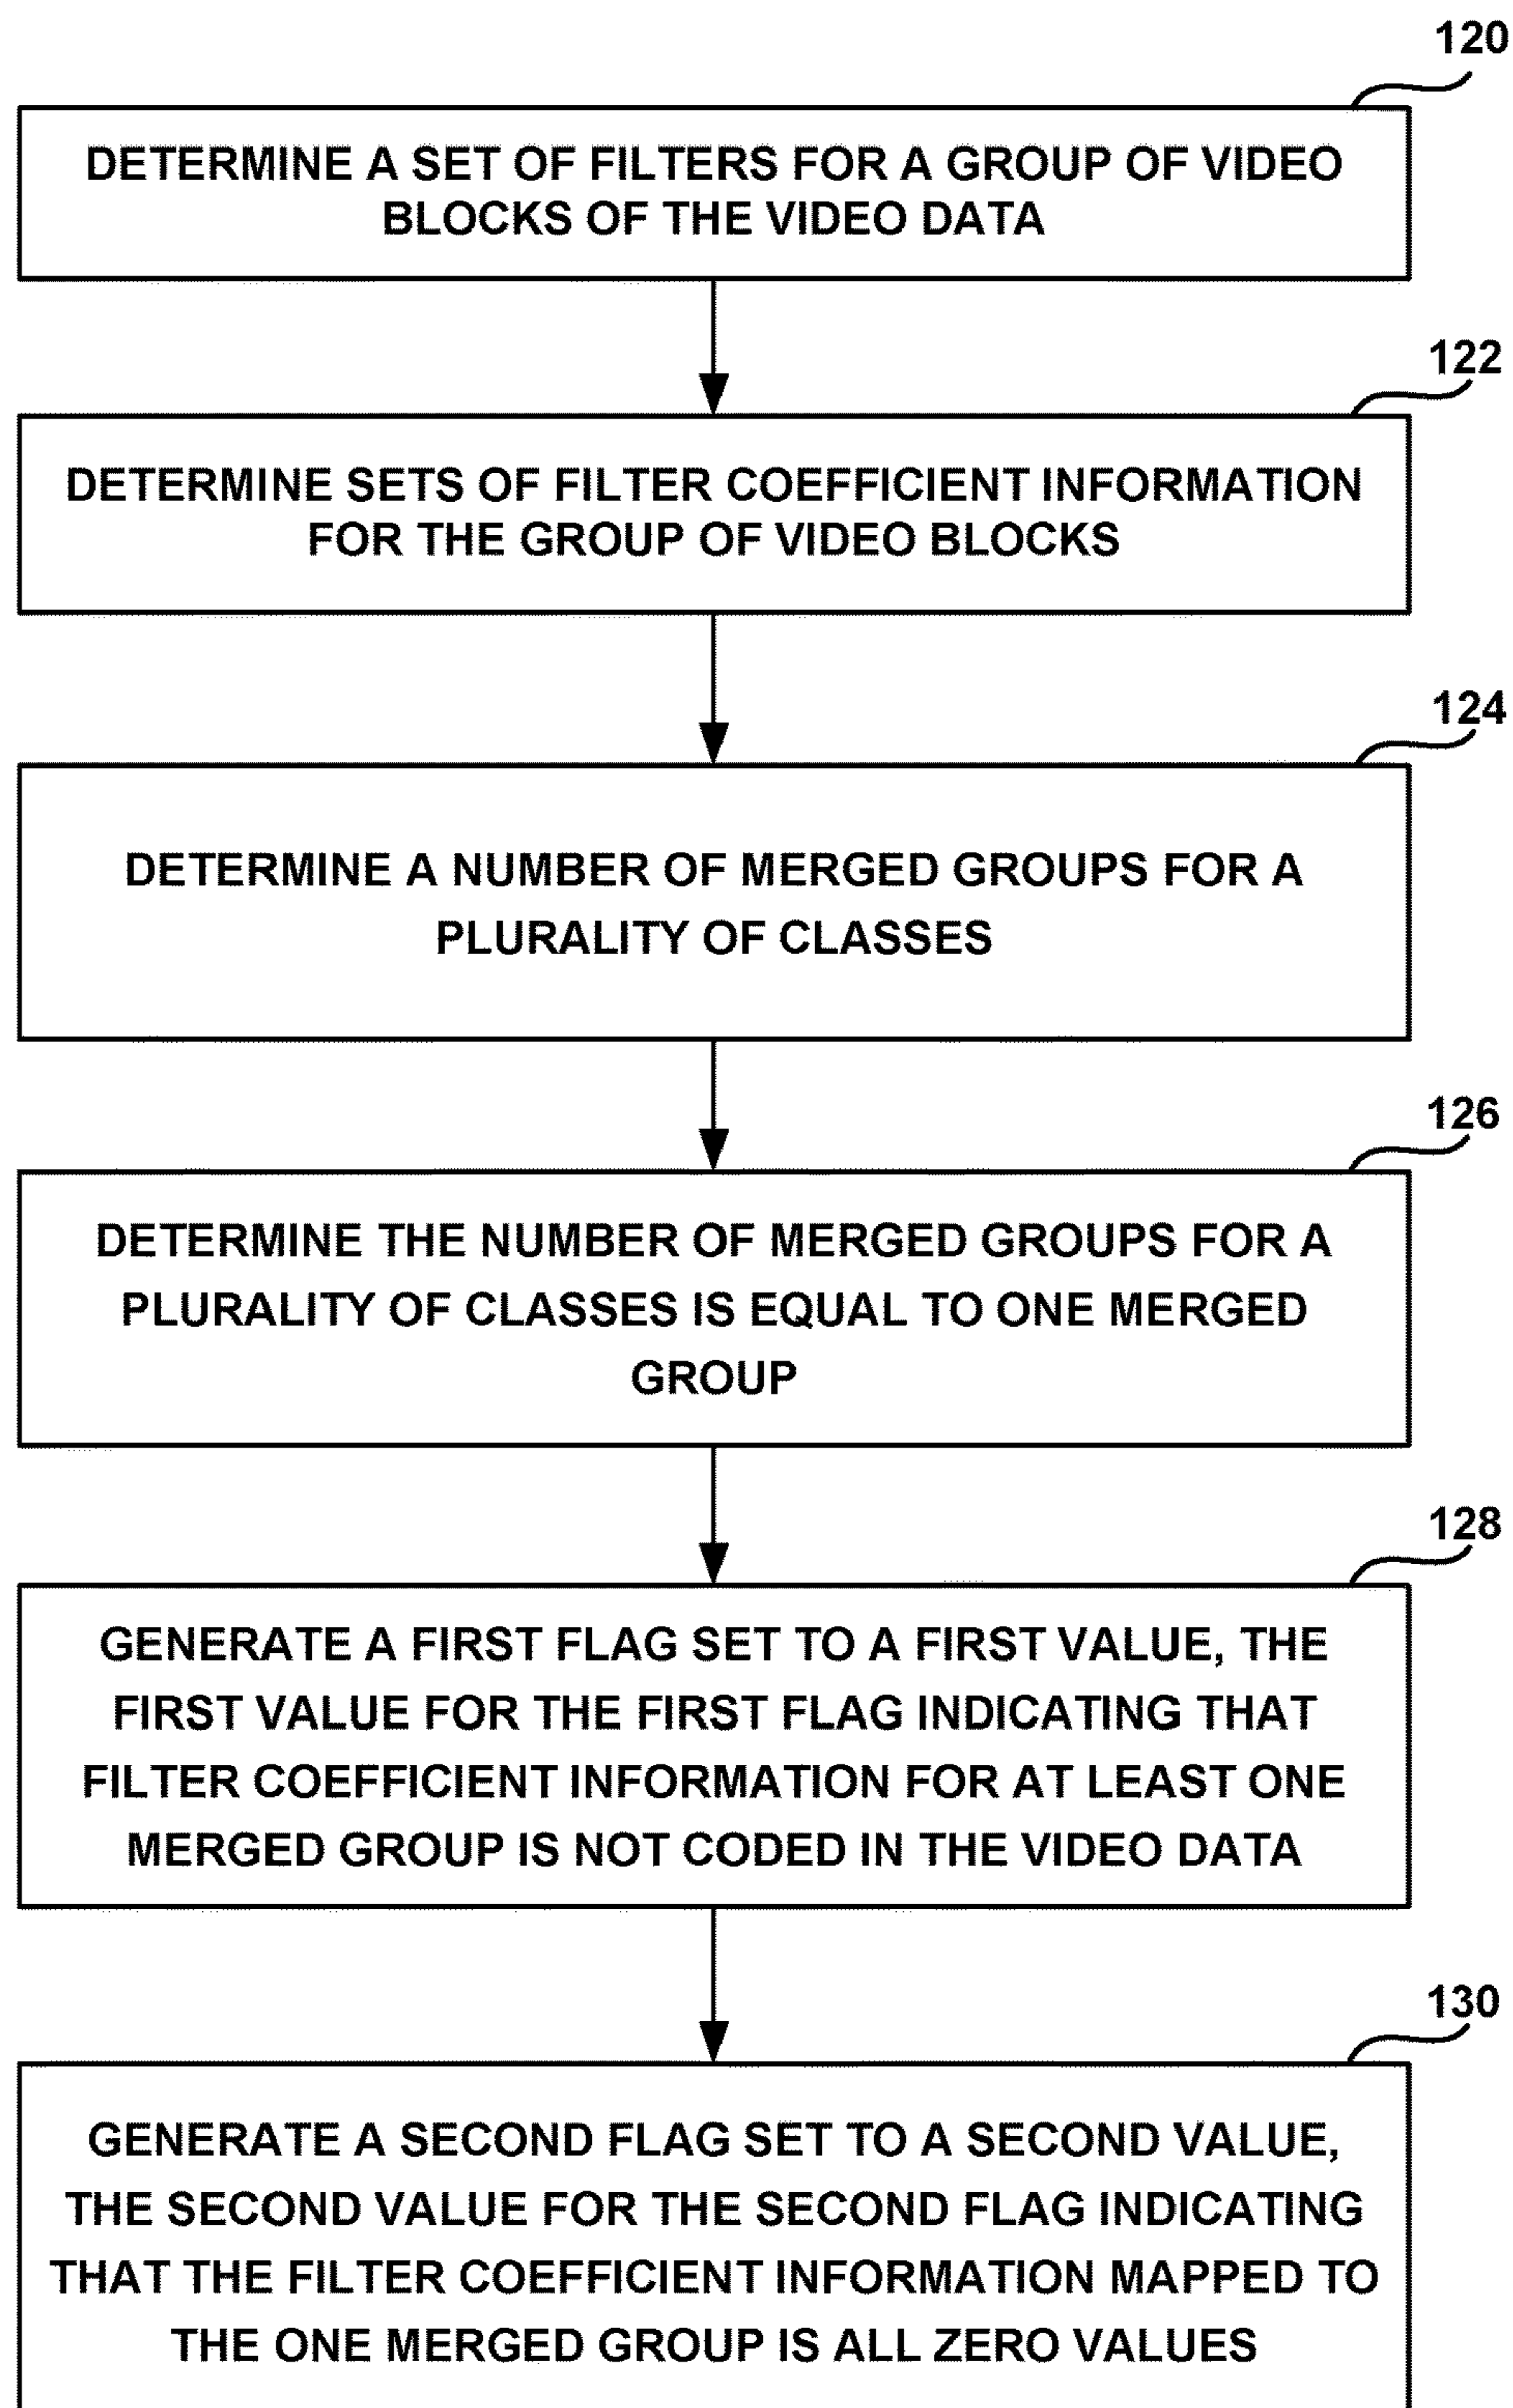 120
DETERMINE A SET OF FILTERS FOR A GROUP OF VIDEO
BLOCKS OF THE VIDEO DATA
122
DETERMINE SETS OF FILTER COEFFICIENT INFORMATION
FOR THE GROUP OF VIDEO BLOCKS
124
DETERMINE A NUMBER OF MERGED GROUPS FOR A
PLURALITY OF CLASSES
126
DETERMINE THE NUMBER OF MERGED GROUPS FOR A
PLURALITY OF CLASSES IS EQUAL TO ONE MERGED
GROUP
128
GENERATE A FIRST FLAG SET TO A FIRST VALUE, THE
FIRST VALUE FOR THE FIRST FLAG INDICATING THAT
FILTER COEFFICIENT INFORMATION FOR AT LEAST ONE
MERGED GROUP IS NOT CODED IN THE VIDEO DATA
130
GENERATE A SECOND FLAG SET TO A SECOND VALUE,
THE SECOND VALUE FOR THE SECOND FLAG INDICATING
THAT THE FILTER COEFFICIENT INFORMATION MAPPED TO
THE ONE MERGED GROUP IS ALL ZERO VALUES